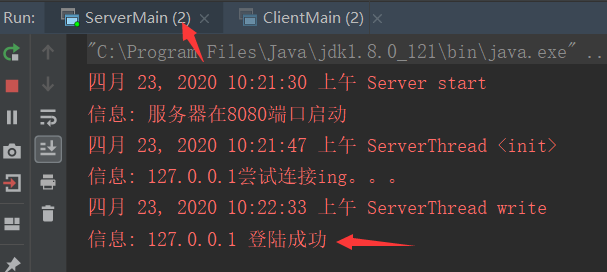 Run: ServerMain (2) × ClientMain (2) ×
"C:\Program Files\Java\jdk1.8.0_121\bin\java.exe" ..
四月 23, 2020 10:21:30 上午 Server start
信息: 服务器在8080端口启动
四月 23, 2020 10:21:47 上午 ServerThread <init>
信息: 127.0.0.1尝试连接ing。。。
四月 23, 2020 10:22:33 上午 ServerThread write
信息: 127.0.0.1 登陆成功